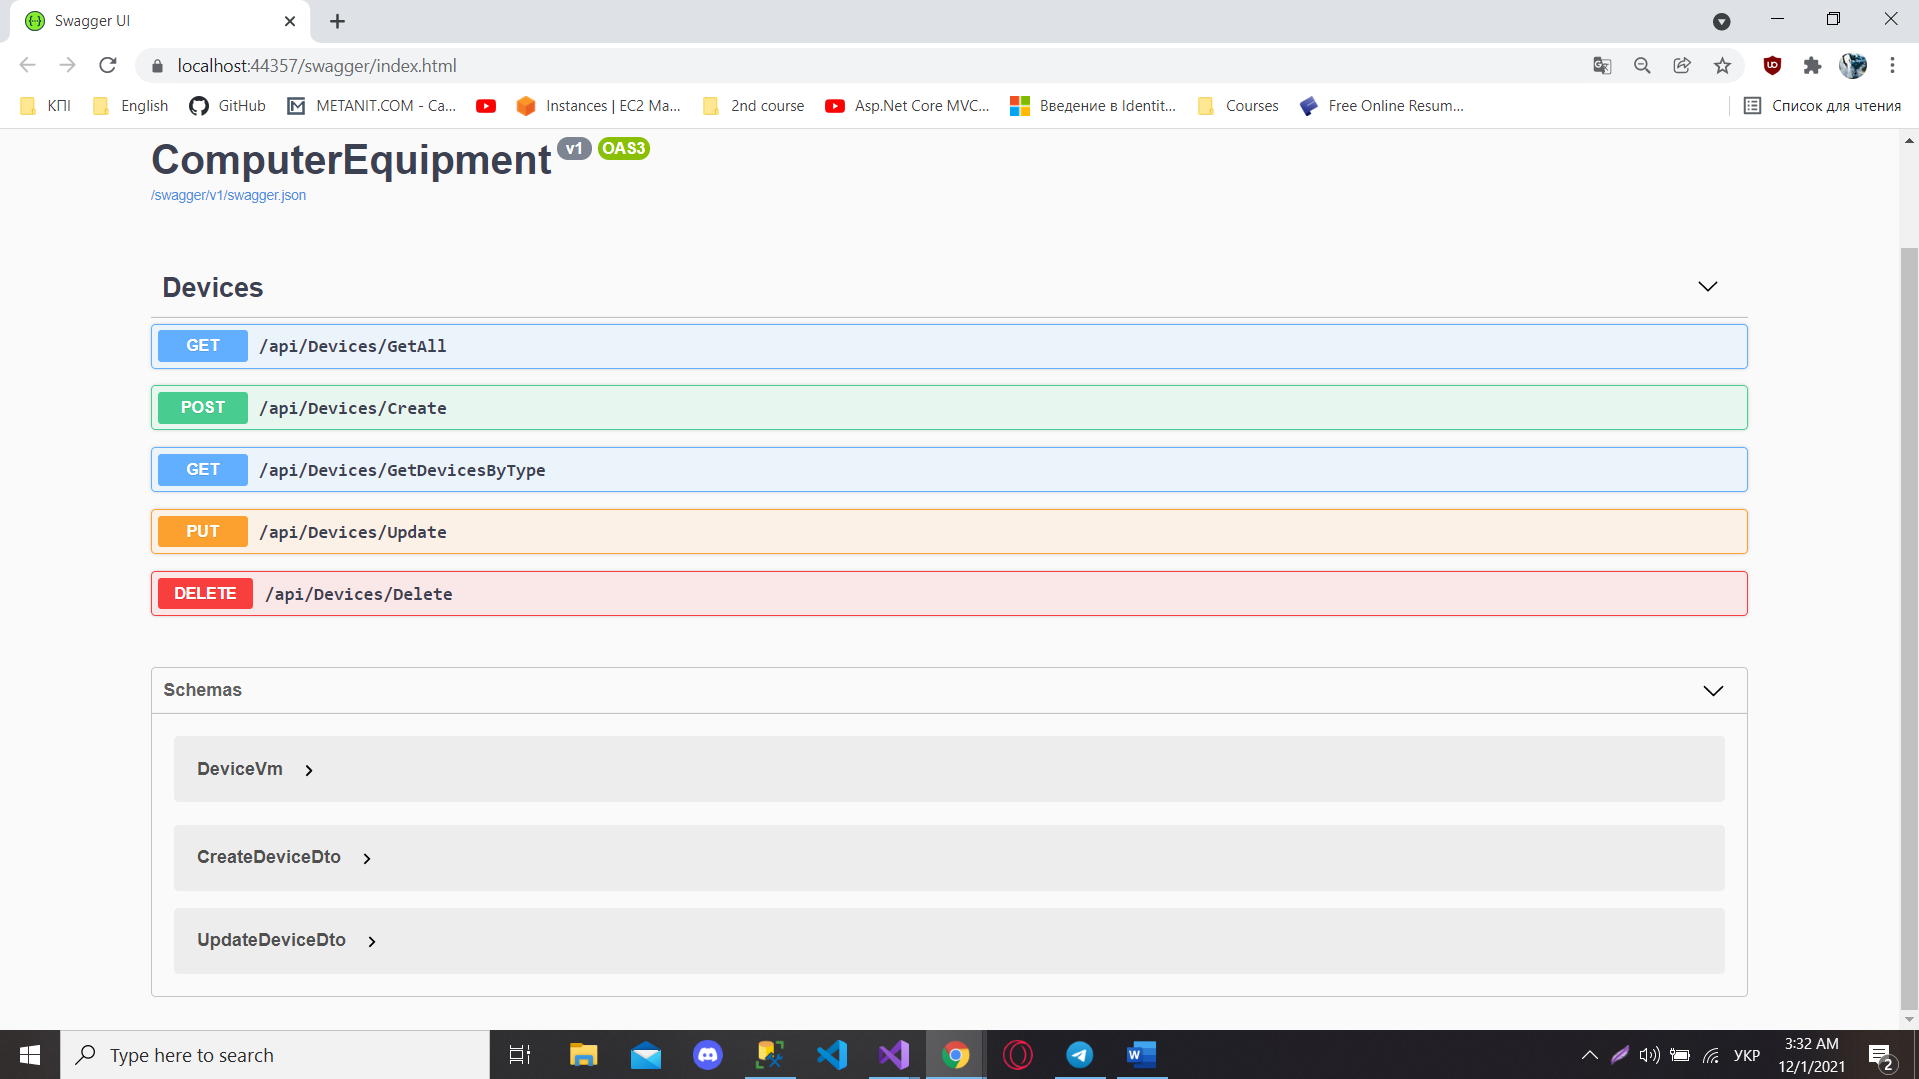 Swagger UI
localhost:44357/swagger/index.html
КПІ
English
GitHub
METANIT.COM - Ca...
Instances | EC2 Ma...
2nd course
Asp.Net Core MVC...
Введение в Identit...
Courses
Free Online Resum...
Список для чтения
ComputerEquipment v1 OAS3
/swagger/v1/swagger.json
Devices
GET /api/Devices/GetAll
POST /api/Devices/Create
GET /api/Devices/GetDevicesByType
PUT /api/Devices/Update
DELETE /api/Devices/Delete
Schemas
DeviceVm
CreateDeviceDto
UpdateDeviceDto
Type here to search
УКР
3:32 AM
12/1/2021
2